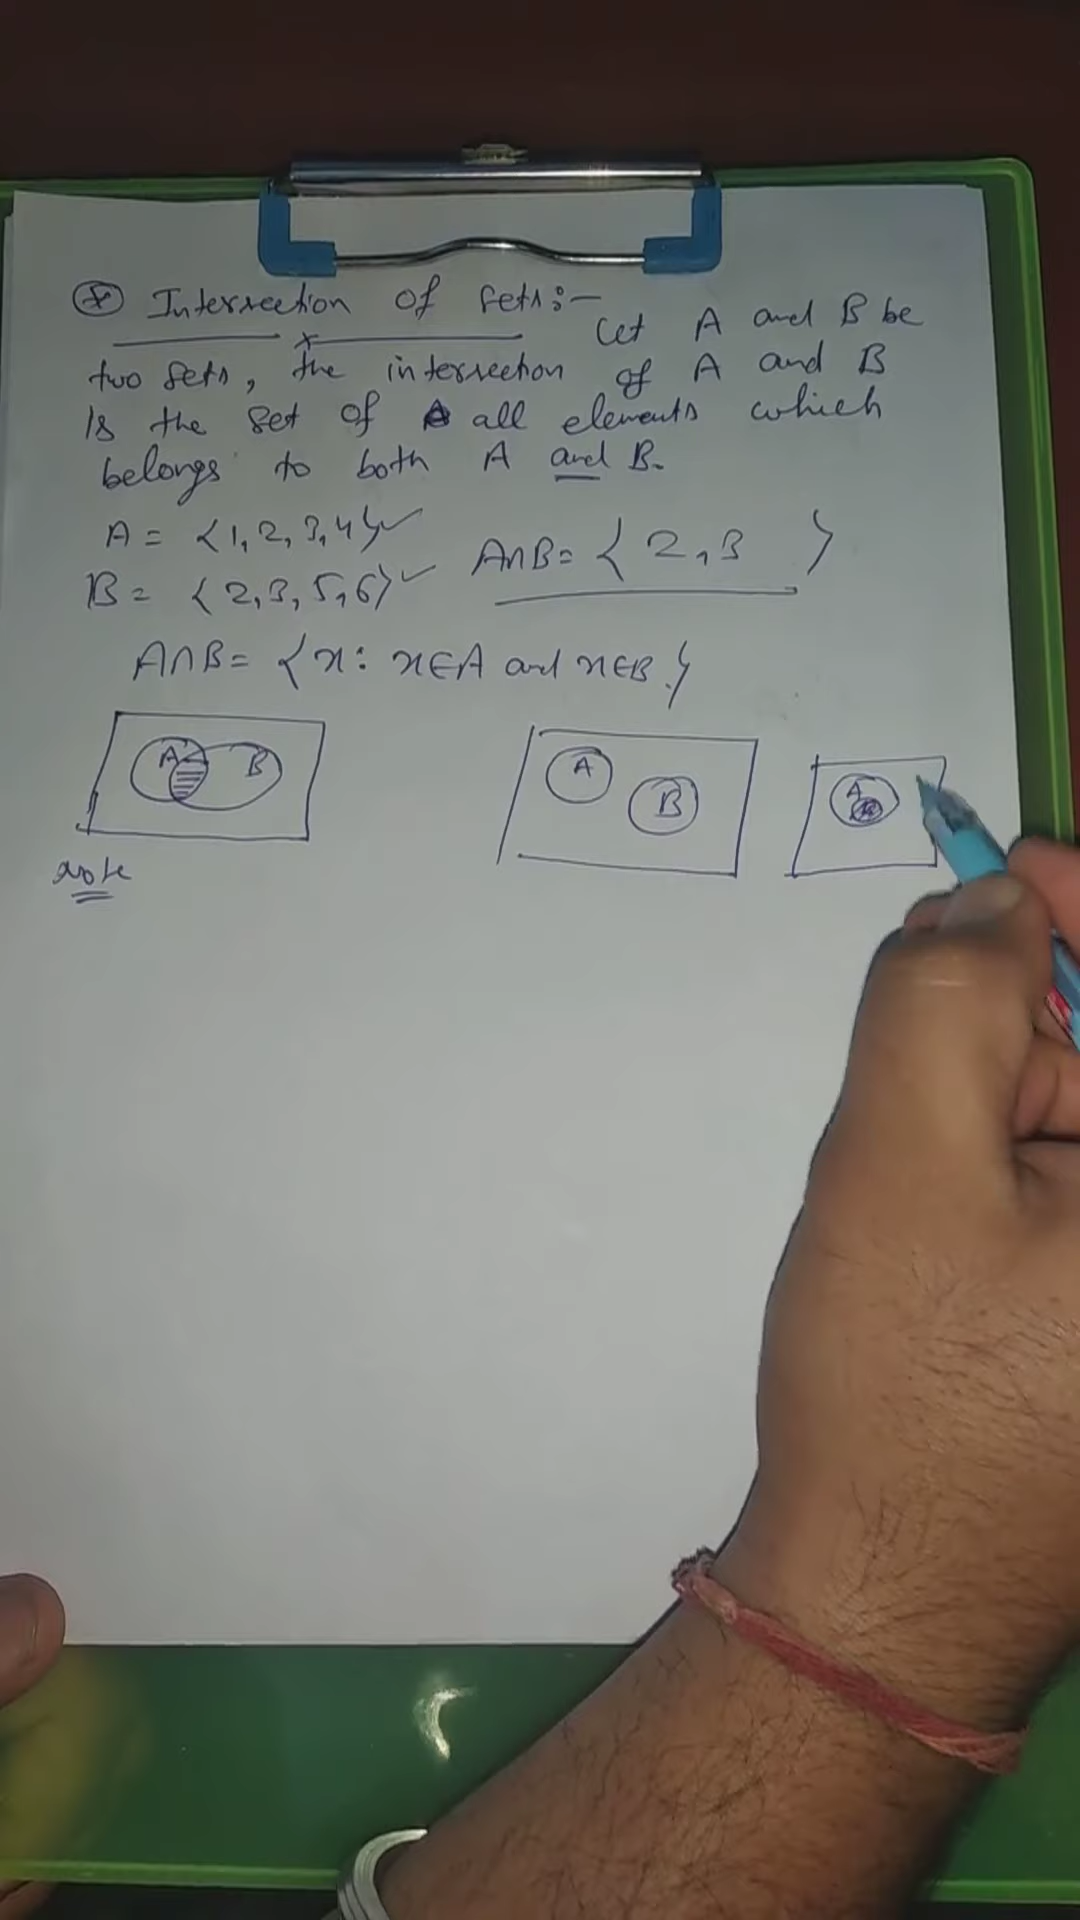 * Intersection of sets:- Let A and B be
two sets, the intersection of A and B
is the set of all elements which
belongs to both A and B.
A = {1, 2, 3, 4} ✓
A∩B = { 2, 3 }
B = {2, 3, 5, 6} ✓
A∩B = {x : x∈A and x∈B.}
A B
A
B
A
B
note